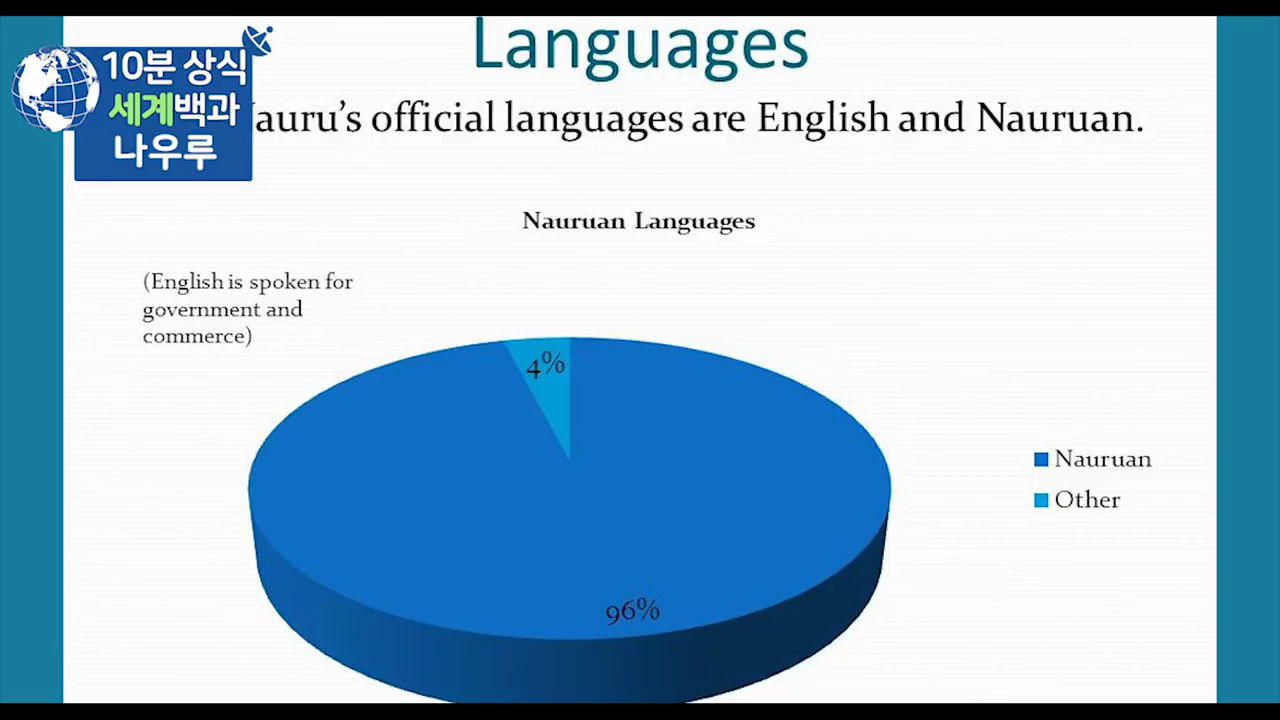 Languages
10분 상식
세계백과
나우루
auru's official languages are English and Nauruan.
Nauruan Languages
(English is spoken for
government and
commerce)
4%
96%
Nauruan
Other